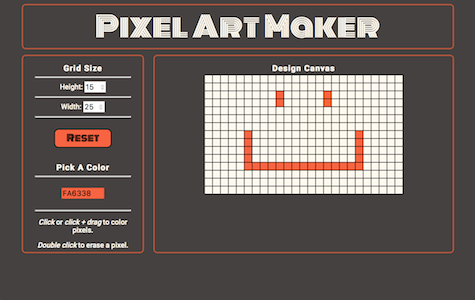 Pixel Art Maker
Grid Size
Height: 15
Width: 25
Reset
Pick A Color
FA6338
Click or click + drag to color
pixels.
Double click to erase a pixel.
Design Canvas